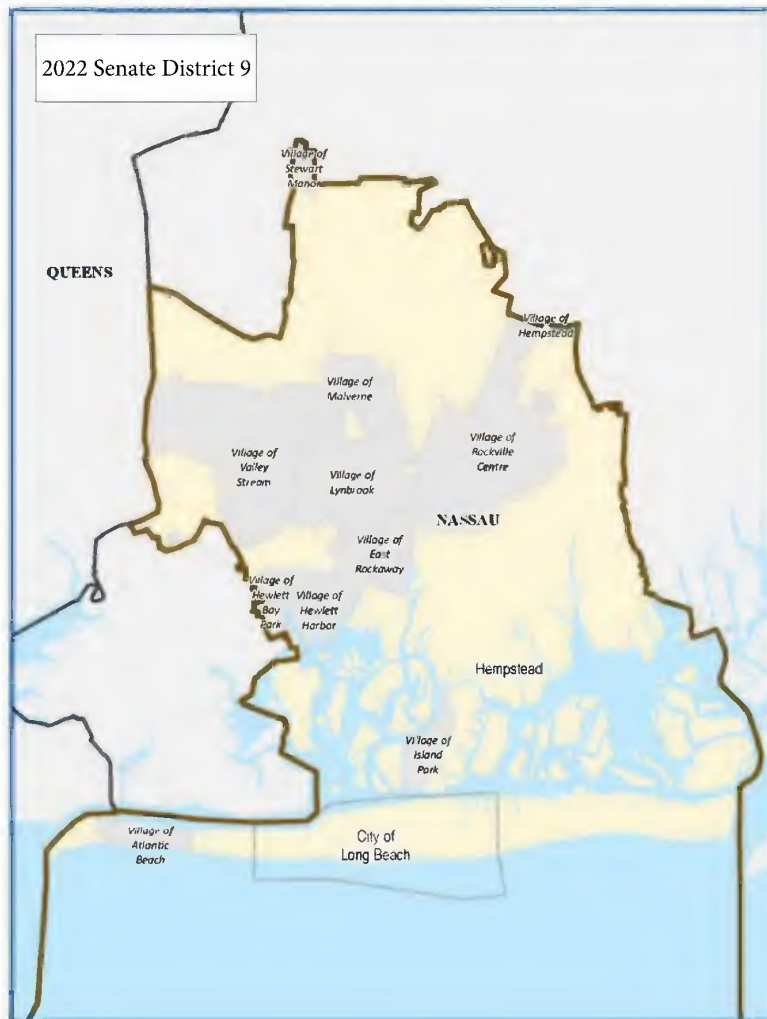 2022 Senate District 9
Village of
Stewart
Manor
QUEENS
Village of
Hempstead
Village of
Malverne
Village of
Rockville
Centre
Village of
Valley
Stream
Village of
Lynbrook
NASSAU
Village of
East
Rockaway
Village of
Hewlett
Bay
Park
Village of
Hewlett
Harbor
Hempstead
Village of
Island
Park
Village of
Atlantic
Beach
City of
Long Beach